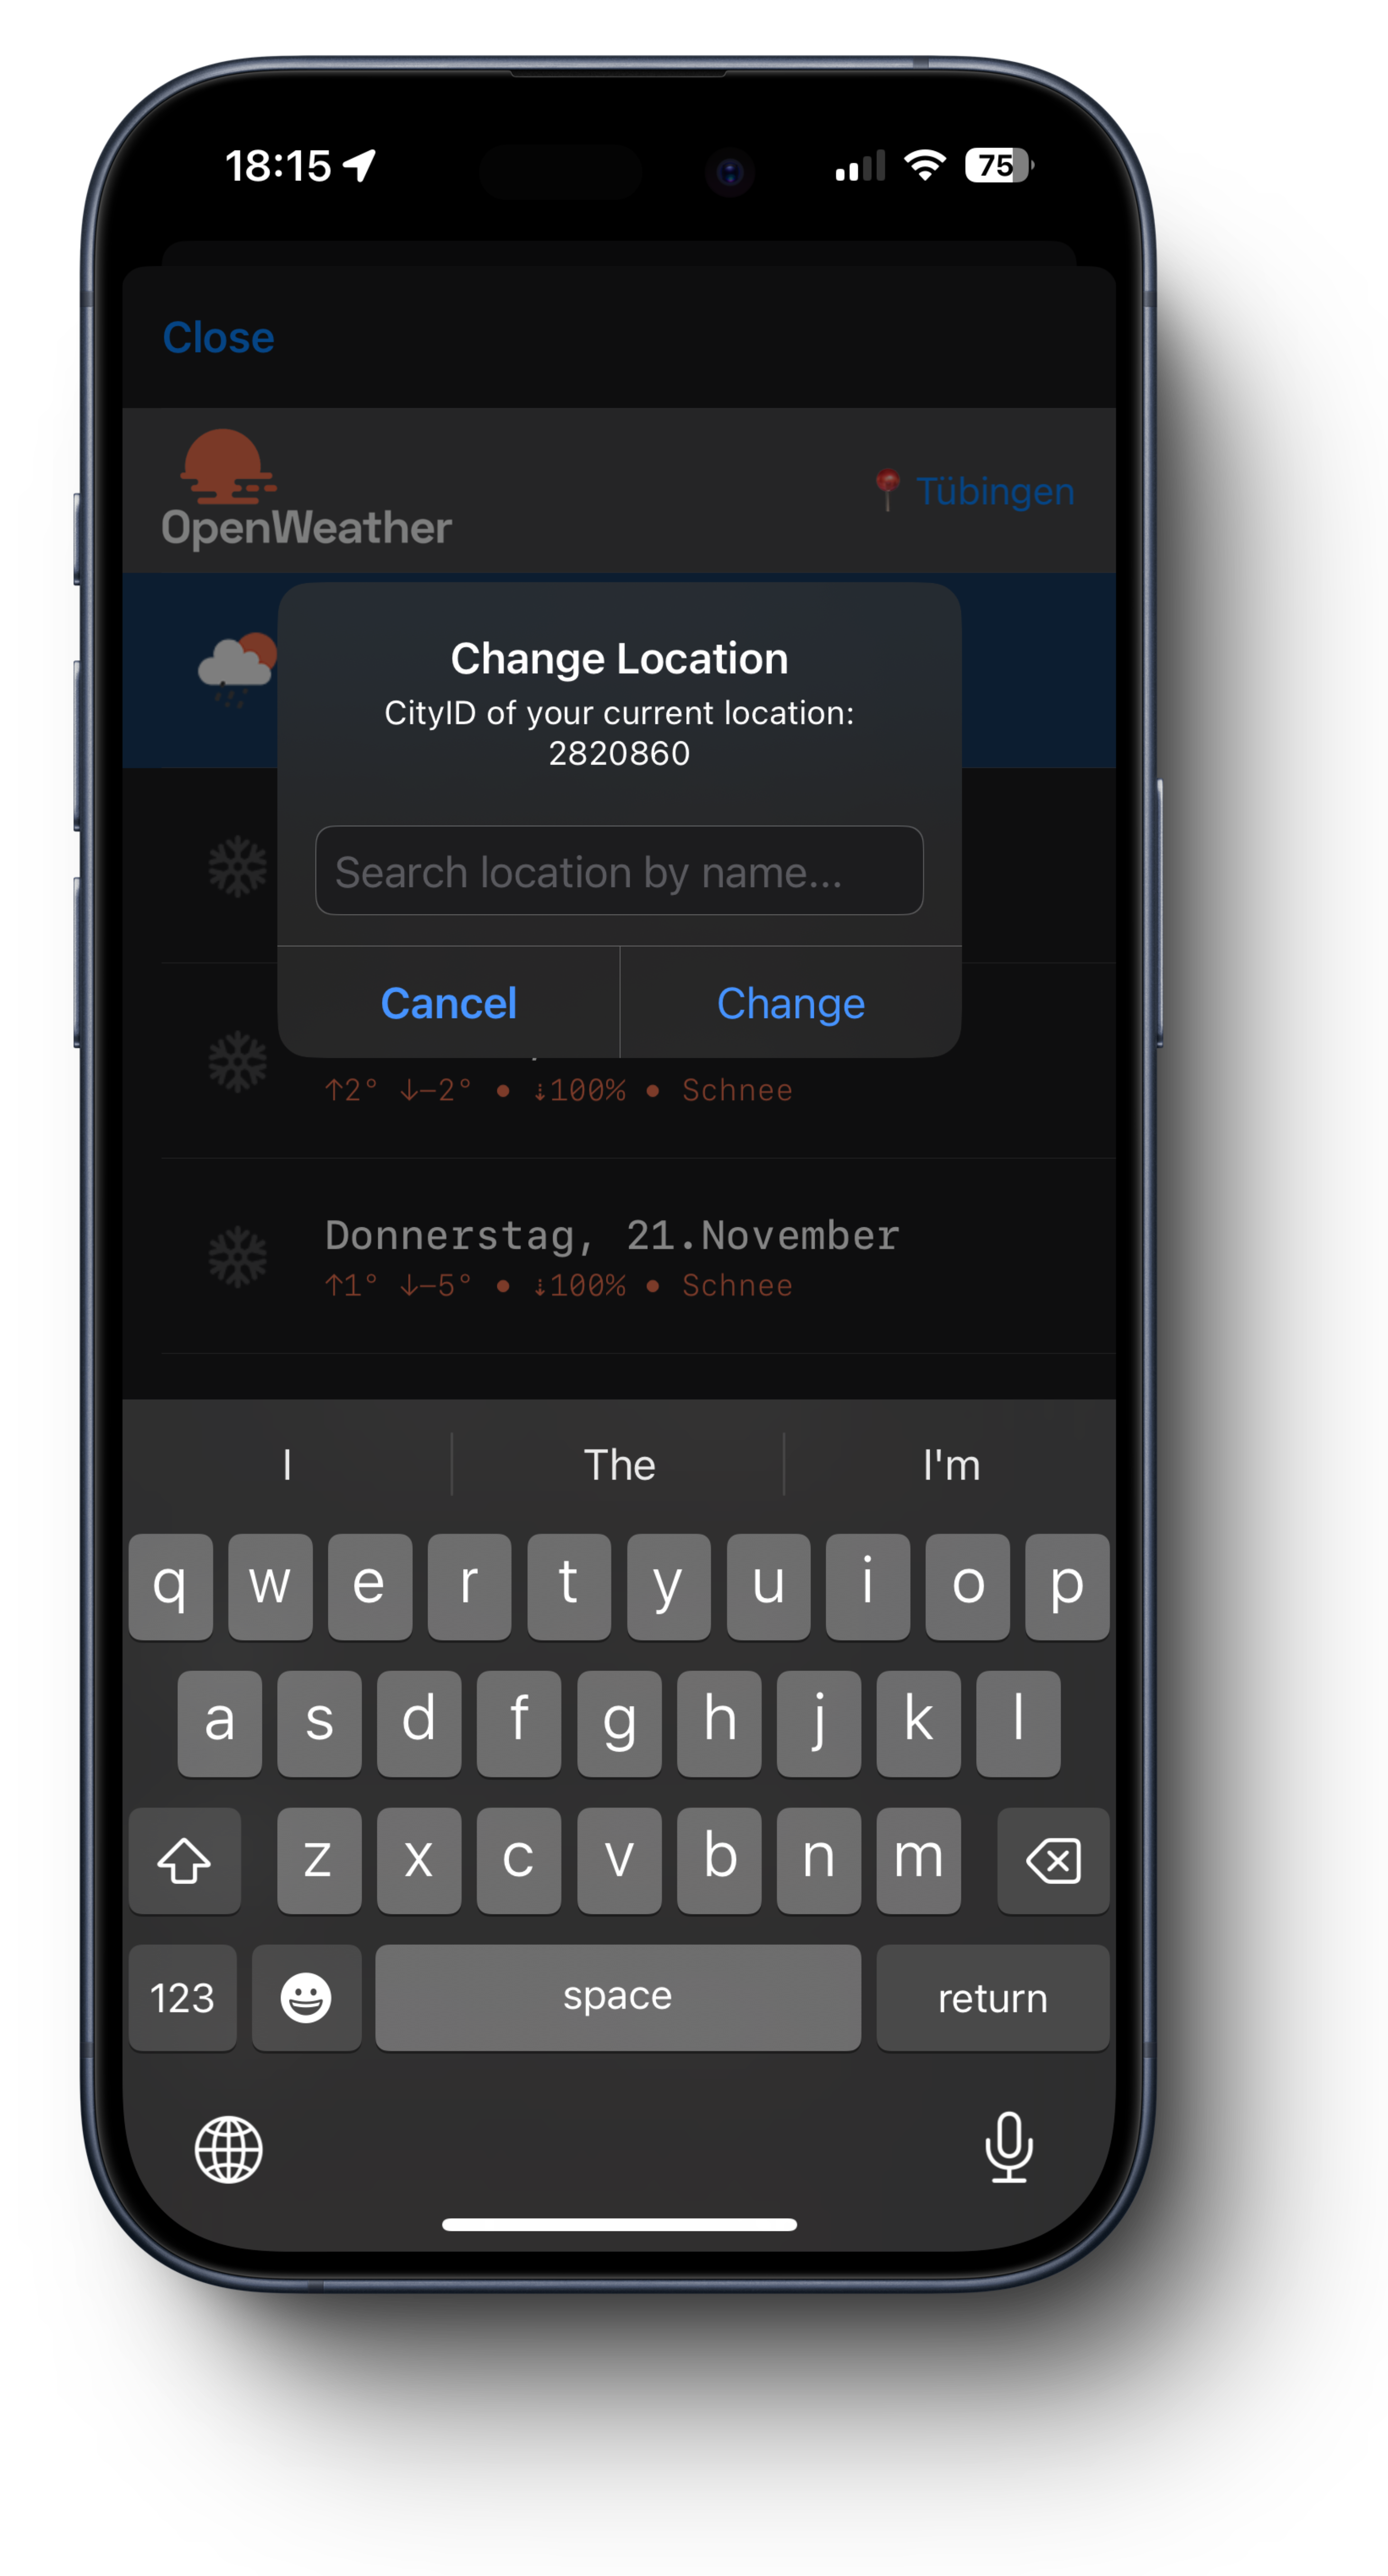 18:15
75
Close
OpenWeather
📍 Tübingen
Change Location
CityID of your current location:
2820860
Search location by name...
Cancel
Change
↑2° ↓−2° • ⇣100% • Schnee
Donnerstag, 21.November
↑1° ↓−5° • ⇣100% • Schnee
I The I'm
q w e r t y u i o p
a s d f g h j k l
z x c v b n m
123 space return